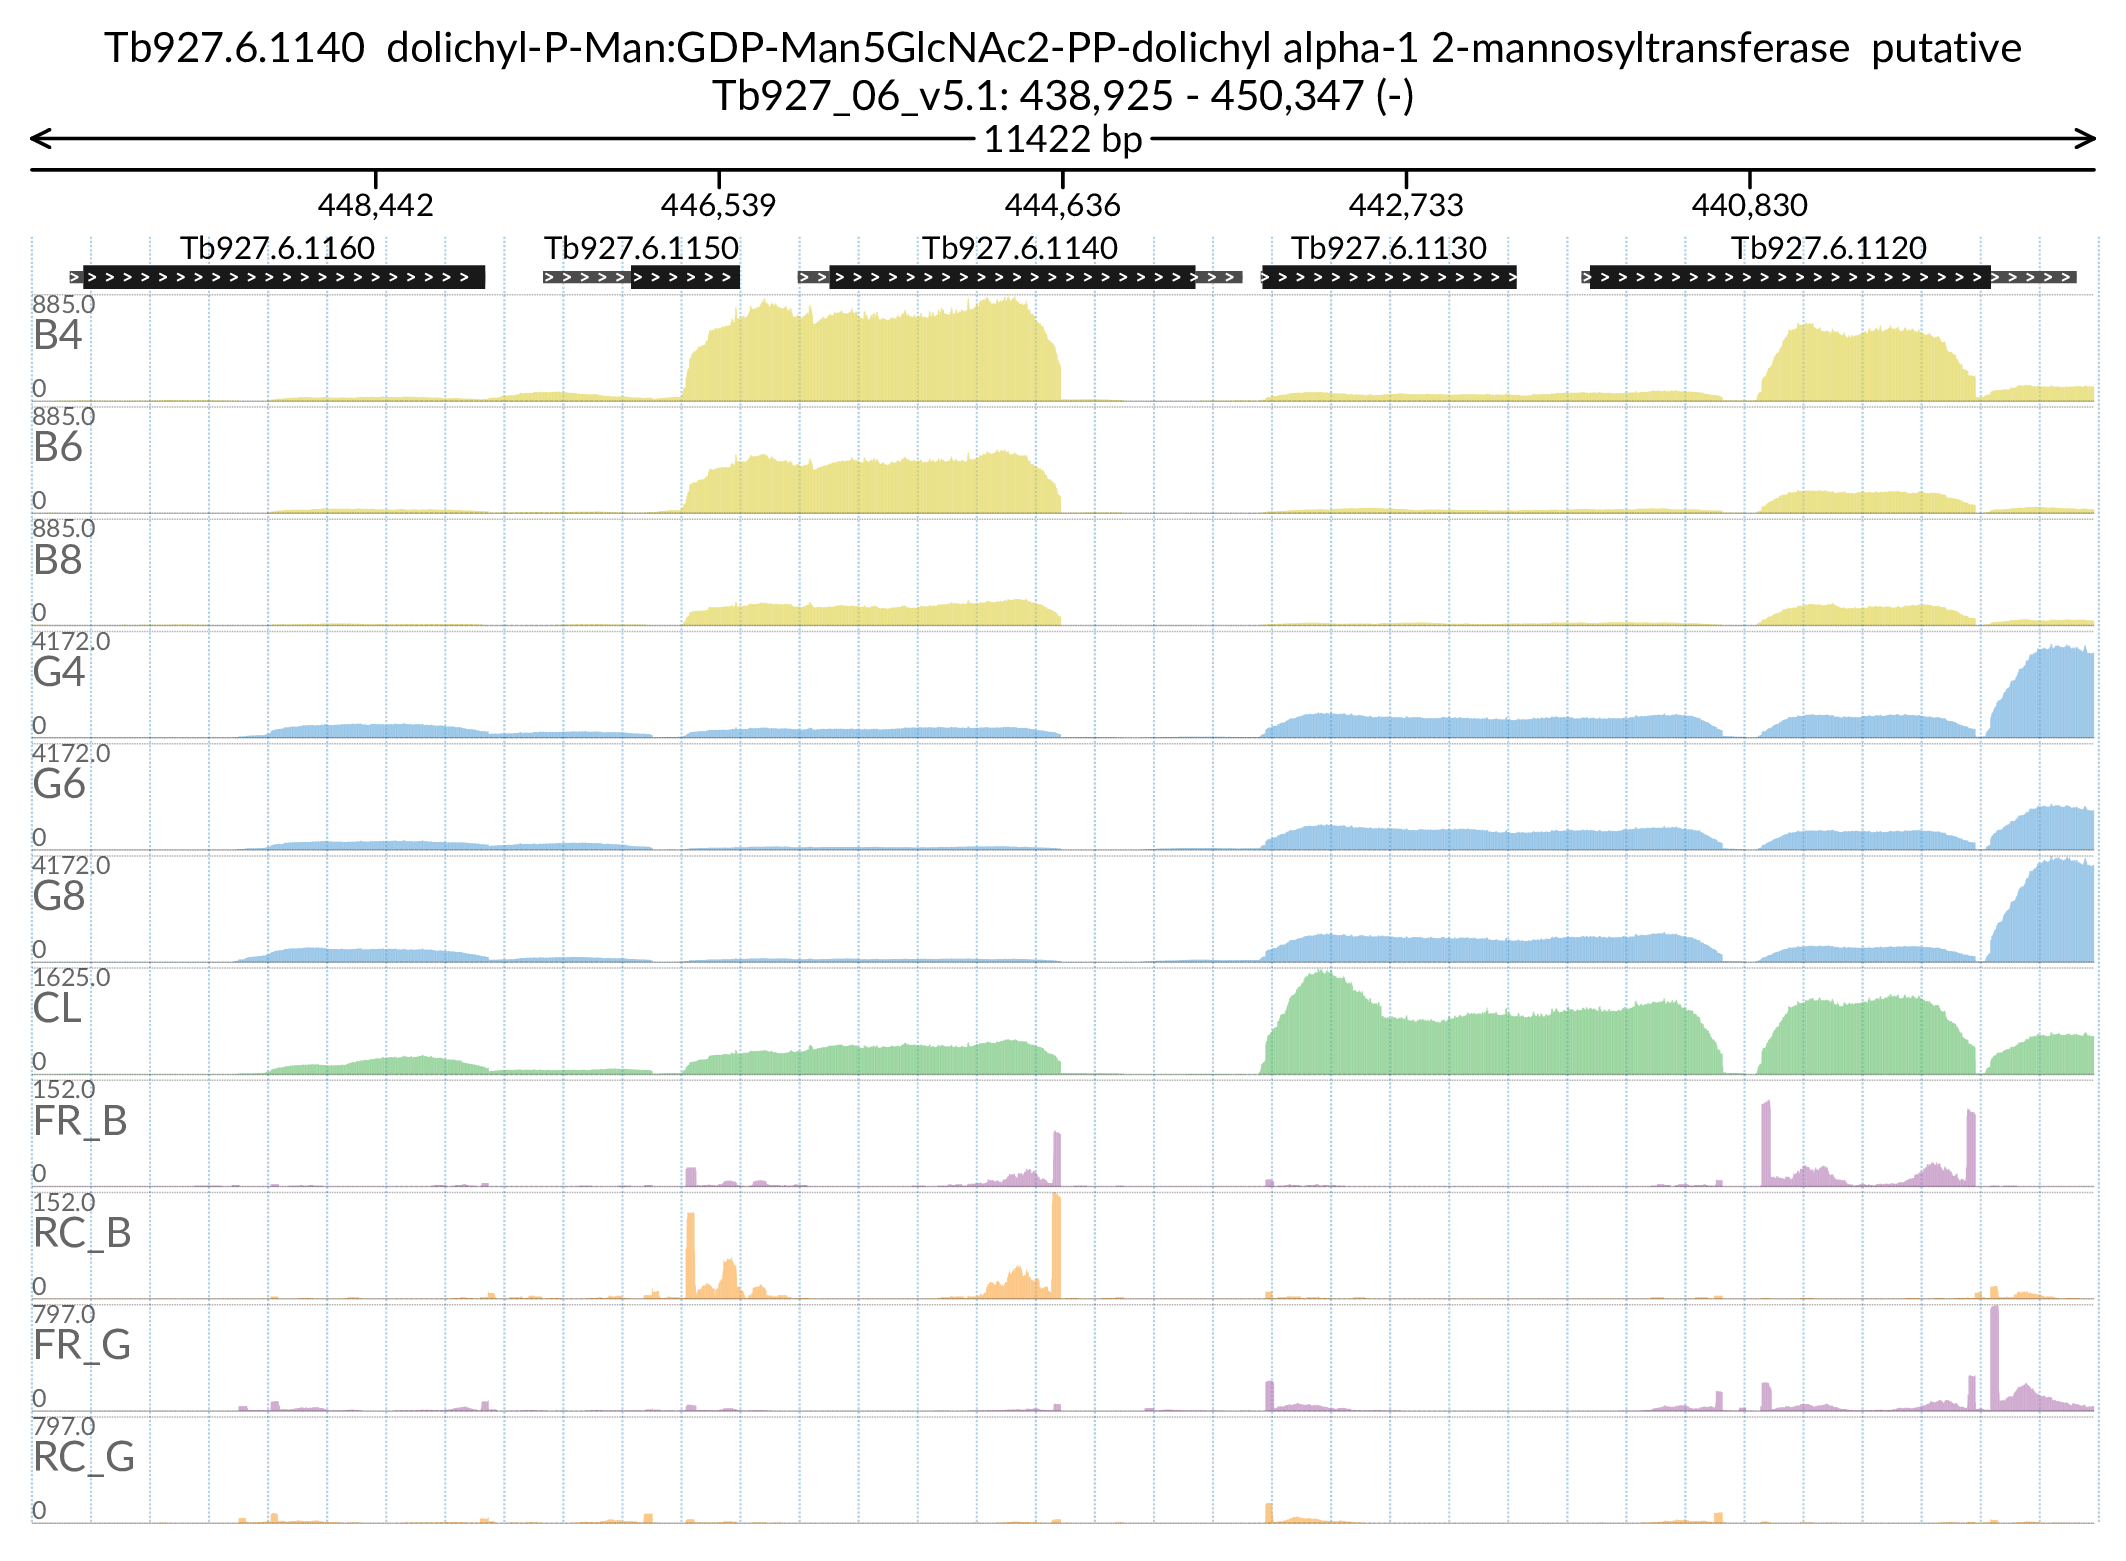 Tb927.6.1140  dolichyl-P-Man:GDP-Man5GlcNAc2-PP-dolichyl alpha-1 2-mannosyltransferase  putative
Tb927_06_v5.1: 438,925 - 450,347 (-)
11422 bp
448,442 446,539 444,636 442,733 440,830
Tb927.6.1160 Tb927.6.1150 Tb927.6.1140 Tb927.6.1130 Tb927.6.1120
885.0
B4
0
885.0
B6
0
885.0
B8
0
4172.0
G4
0
4172.0
G6
0
4172.0
G8
0
1625.0
CL
0
152.0
FR_B
0
152.0
RC_B
0
797.0
FR_G
0
797.0
RC_G
0